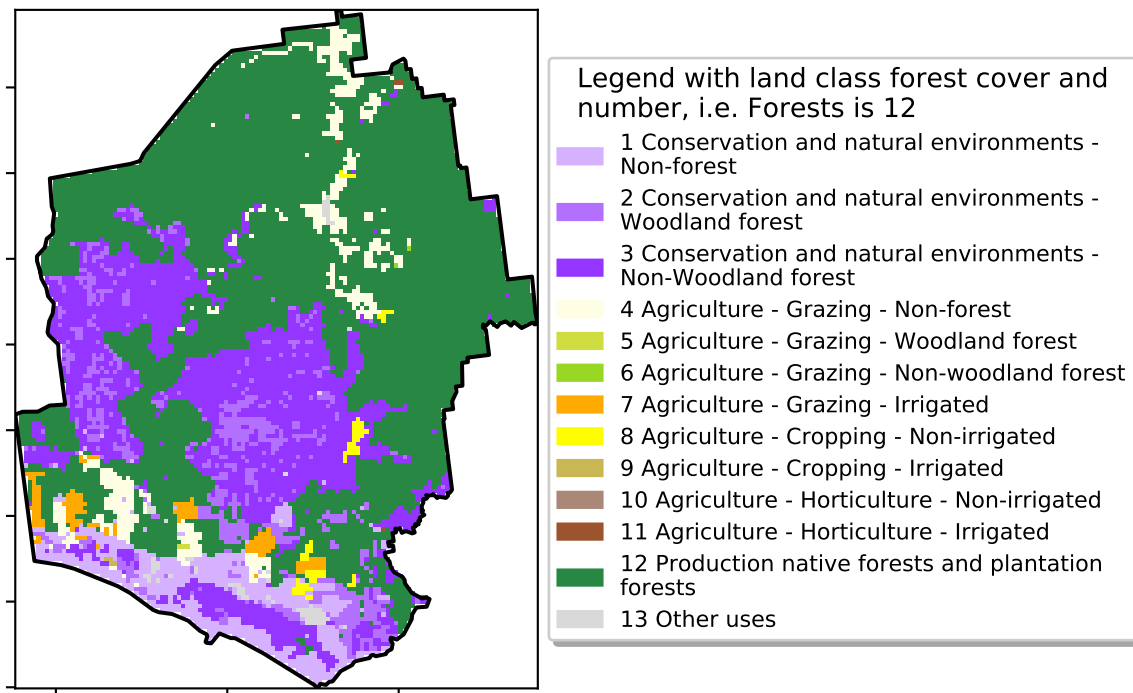 Legend with land class forest cover and
number, i.e. Forests is 12
1 Conservation and natural environments -
Non-forest
2 Conservation and natural environments -
Woodland forest
3 Conservation and natural environments -
Non-Woodland forest
4 Agriculture - Grazing - Non-forest
5 Agriculture - Grazing - Woodland forest
6 Agriculture - Grazing - Non-woodland forest
7 Agriculture - Grazing - Irrigated
8 Agriculture - Cropping - Non-irrigated
9 Agriculture - Cropping - Irrigated
10 Agriculture - Horticulture - Non-irrigated
11 Agriculture - Horticulture - Irrigated
12 Production native forests and plantation
forests
13 Other uses